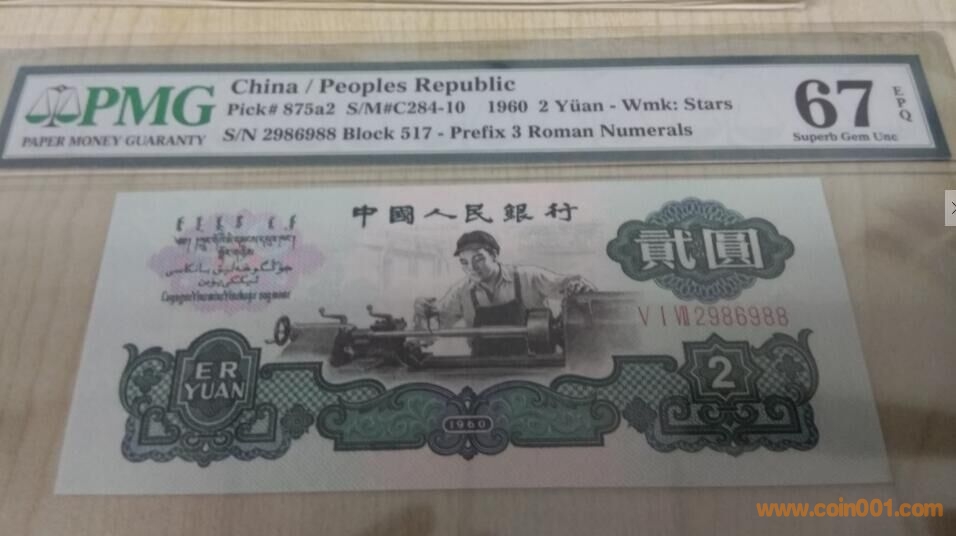 PMG
PAPER MONEY GUARANTY
China / Peoples Republic
Pick# 875a2 S/M#C284-10 1960 2 Yüan - Wmk: Stars
S/N 2986988 Block 517 - Prefix 3 Roman Numerals
67
EPQ
Superb Gem Unc
中國人民銀行
貳圓
V I VII 2986988
ER
YUAN
2
1960
www.coin001.com